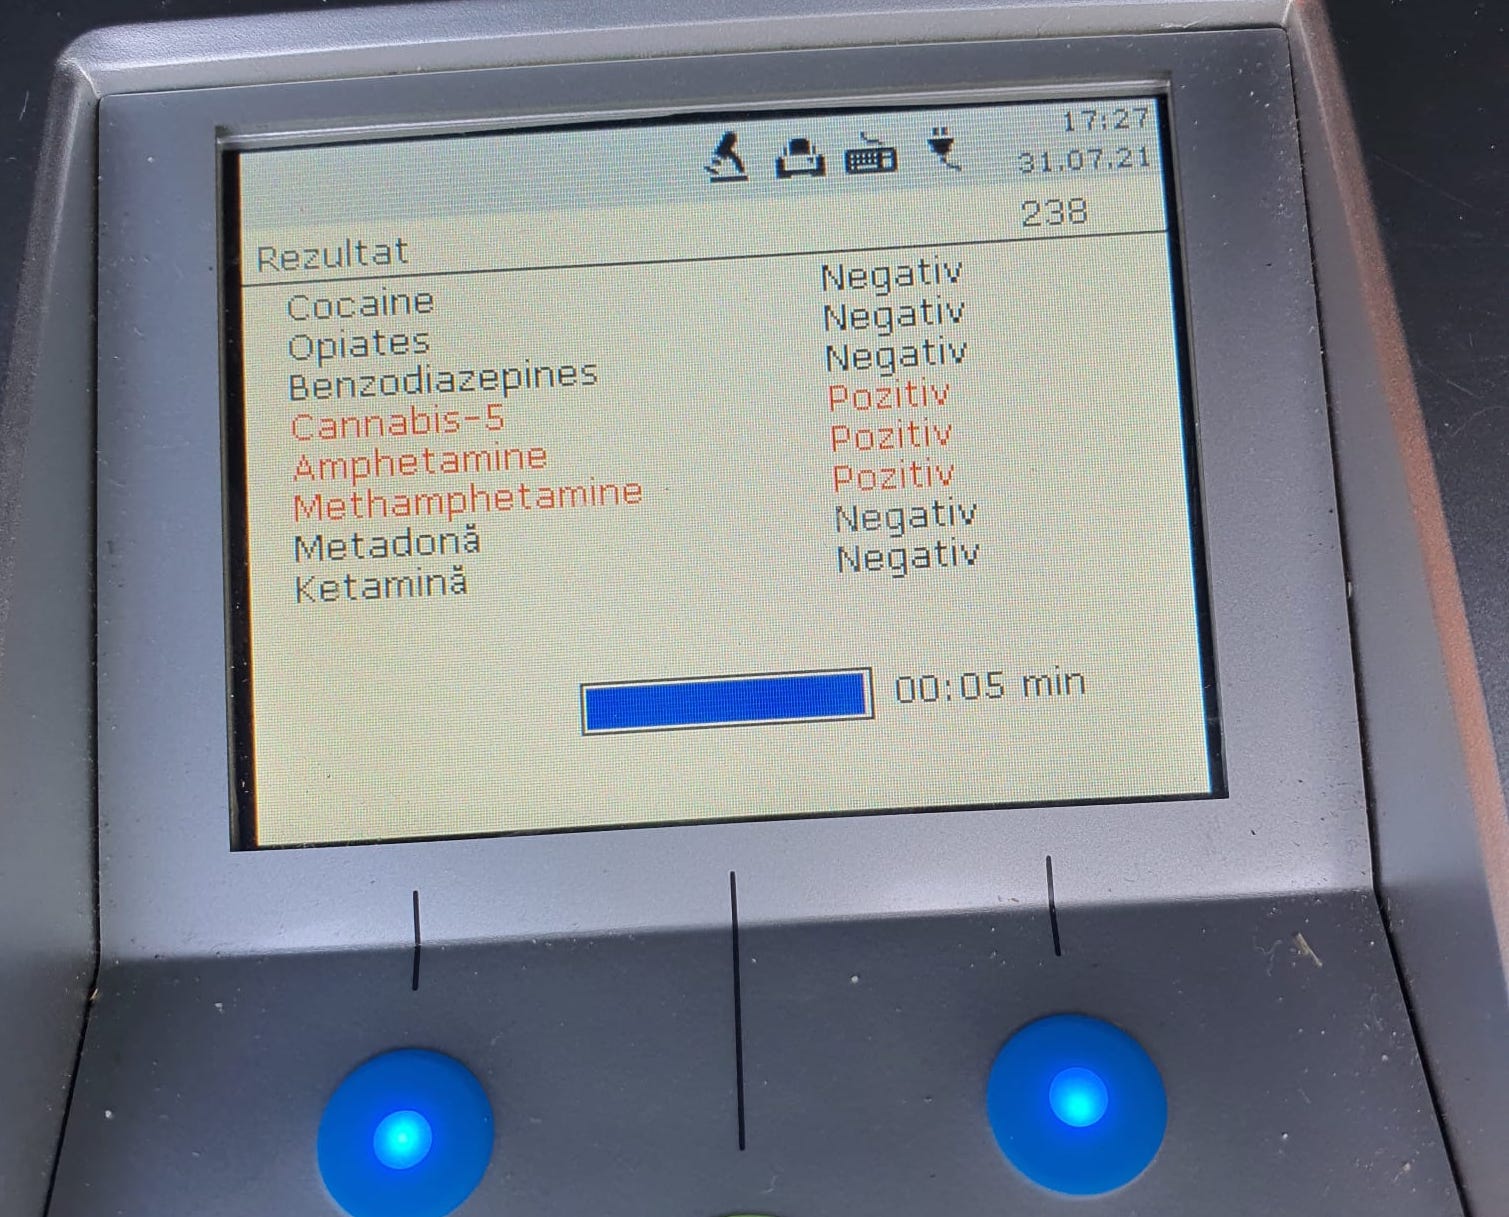 17:27
31.07.21
238
Rezultat
Cocaine Negativ
Opiates Negativ
Benzodiazepines Negativ
Cannabis-5 Pozitiv
Amphetamine Pozitiv
Methamphetamine Pozitiv
Metadonă Negativ
Ketamină Negativ
00:05 min